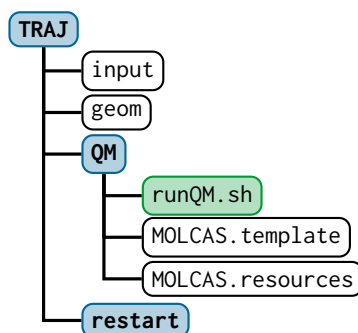 TRAJ
input
geom
QM
runQM.sh
MOLCAS.template
MOLCAS.resources
restart